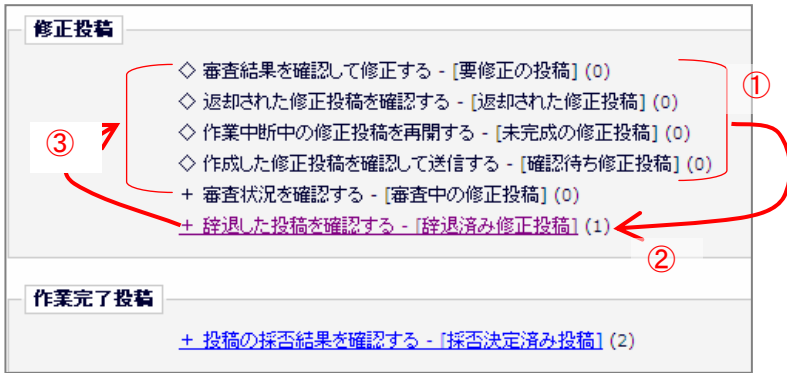 修正投稿
◇ 審査結果を確認して修正する - [要修正の投稿] (0)
①
◇ 返却された修正投稿を確認する - [返却された修正投稿] (0)
③
◇ 作業中断中の修正投稿を再開する - [未完成の修正投稿] (0)
◇ 作成した修正投稿を確認して送信する - [確認待ち修正投稿] (0)
+ 審査状況を確認する - [審査中の修正投稿] (0)
+ 辞退した投稿を確認する - [辞退済み修正投稿] (1)
②
作業完了投稿
+ 投稿の採否結果を確認する - [採否決定済み投稿] (2)